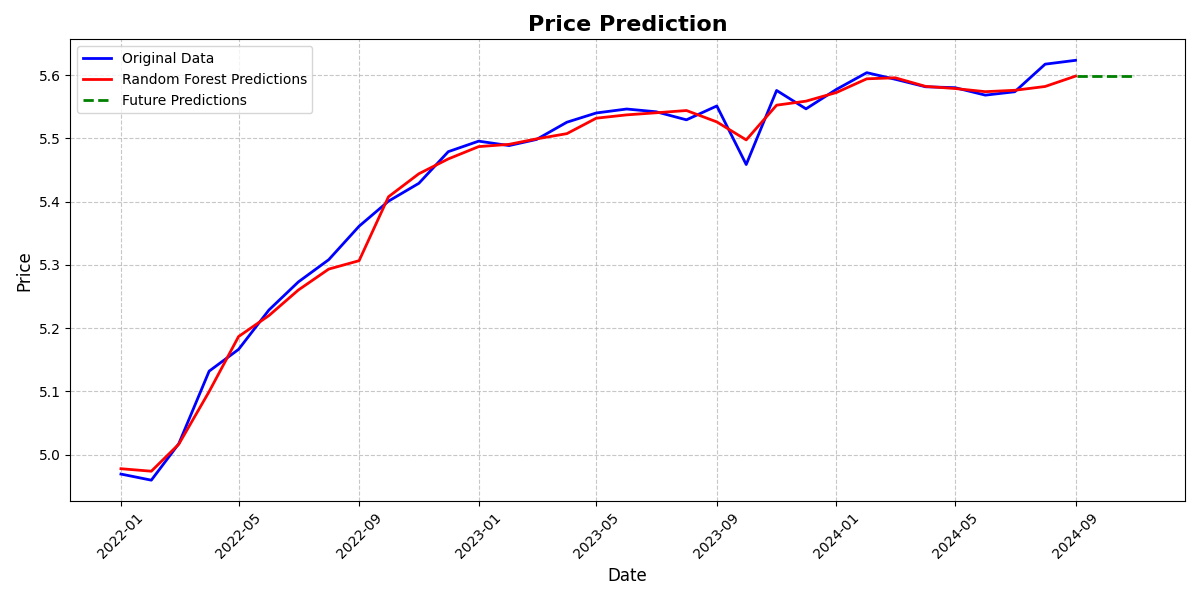 Price Prediction
Original Data
Random Forest Predictions
Future Predictions
Price
5.6
5.5
5.4
5.3
5.2
5.1
5.0
2022-01
2022-05
2022-09
2023-01
2023-05
2023-09
2024-01
2024-05
2024-09
Date